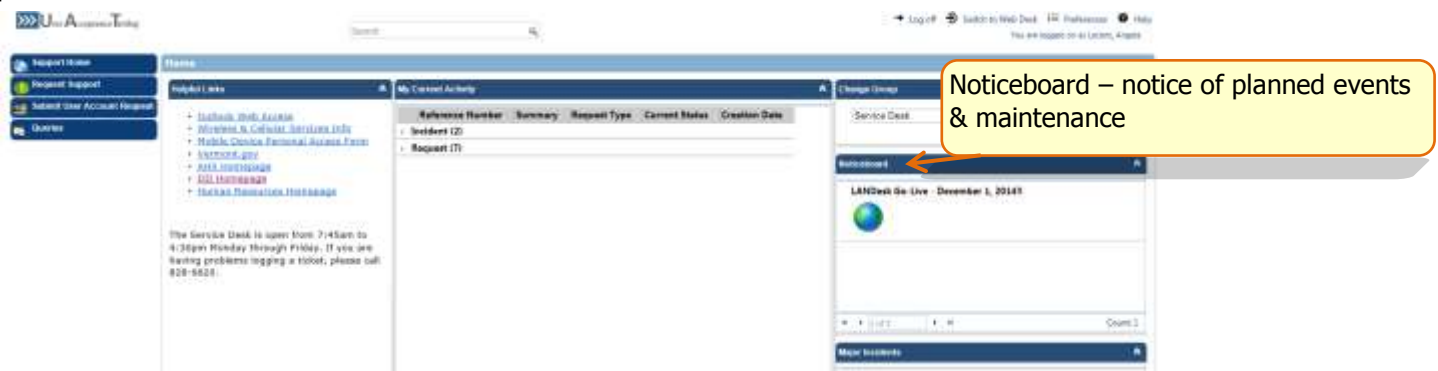 User Acceptance Testing
Search
Log off Switch to Web Desk Preferences Help
You are logged on as
Support Home
Request Support
Submit User Account Request
Queries
Home
Helpful Links
Outlook Web Access
Wireless & Cellular Services Info
Mobile Device Personal Access Form
Vermont.gov
AHS Homepage
DII Homepage
Human Resources Homepage
The Service Desk is open from 7:45am to
4:30pm Monday through Friday. If you are
having problems logging a ticket, please call
828-6620.
My Current Activity
Reference Number Summary Request Type Current Status Creation Date
Incident (2)
Request (7)
Change Group
Service Desk
Noticeboard – notice of planned events
& maintenance
Noticeboard
LANDesk Go-Live - December 1, 2014!!
Count:
Major Incidents